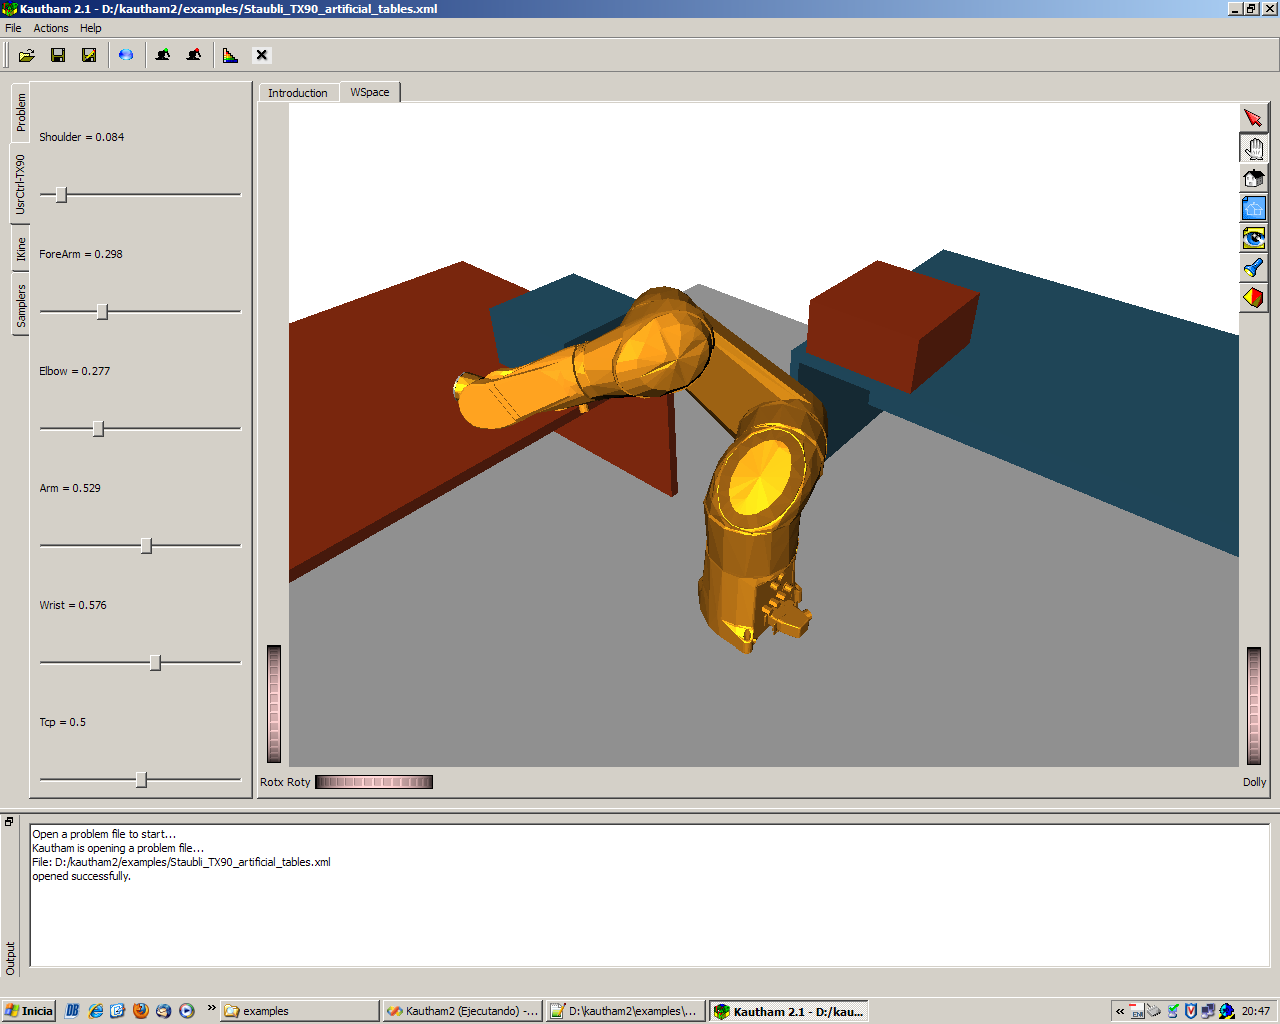 Kautham 2.1 - D:/kautham2/examples/Staubli_TX90_artificial_tables.xml
File Actions Help
Introduction WSpace
Problem
UsrCtrl-TX90
IKine
Samplers
Shoulder = 0.084
ForeArm = 0.298
Elbow = 0.277
Arm = 0.529
Wrist = 0.576
Tcp = 0.5
Rotx Roty
Dolly
Output
Open a problem file to start...
Kautham is opening a problem file...
File: D:/kautham2/examples/Staubli_TX90_artificial_tables.xml
opened successfully.
Inicia » examples Kautham2 (Ejecutando) -... D:\kautham2\examples\... Kautham 2.1 - D:/kau... « 20:47